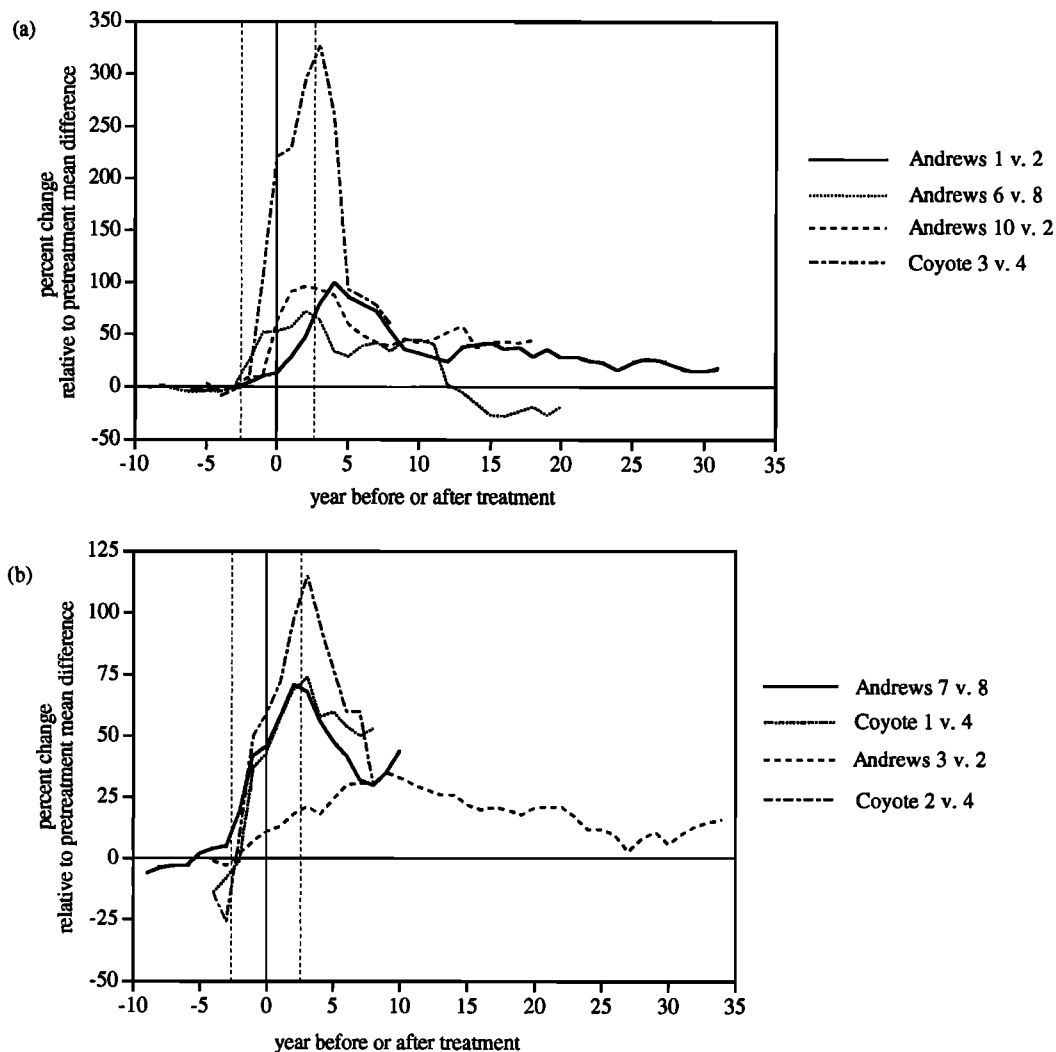 (a)
350
300
250
200
150
100
50
0
-50
percent change
relative to pretreatment mean difference
-10 -5 0 5 10 15 20 25 30 35
year before or after treatment
Andrews 1 v. 2
Andrews 6 v. 8
Andrews 10 v. 2
Coyote 3 v. 4
(b)
125
100
75
50
25
0
-25
-50
percent change
relative to pretreatment mean difference
-10 -5 0 5 10 15 20 25 30 35
year before or after treatment
Andrews 7 v. 8
Coyote 1 v. 4
Andrews 3 v. 2
Coyote 2 v. 4